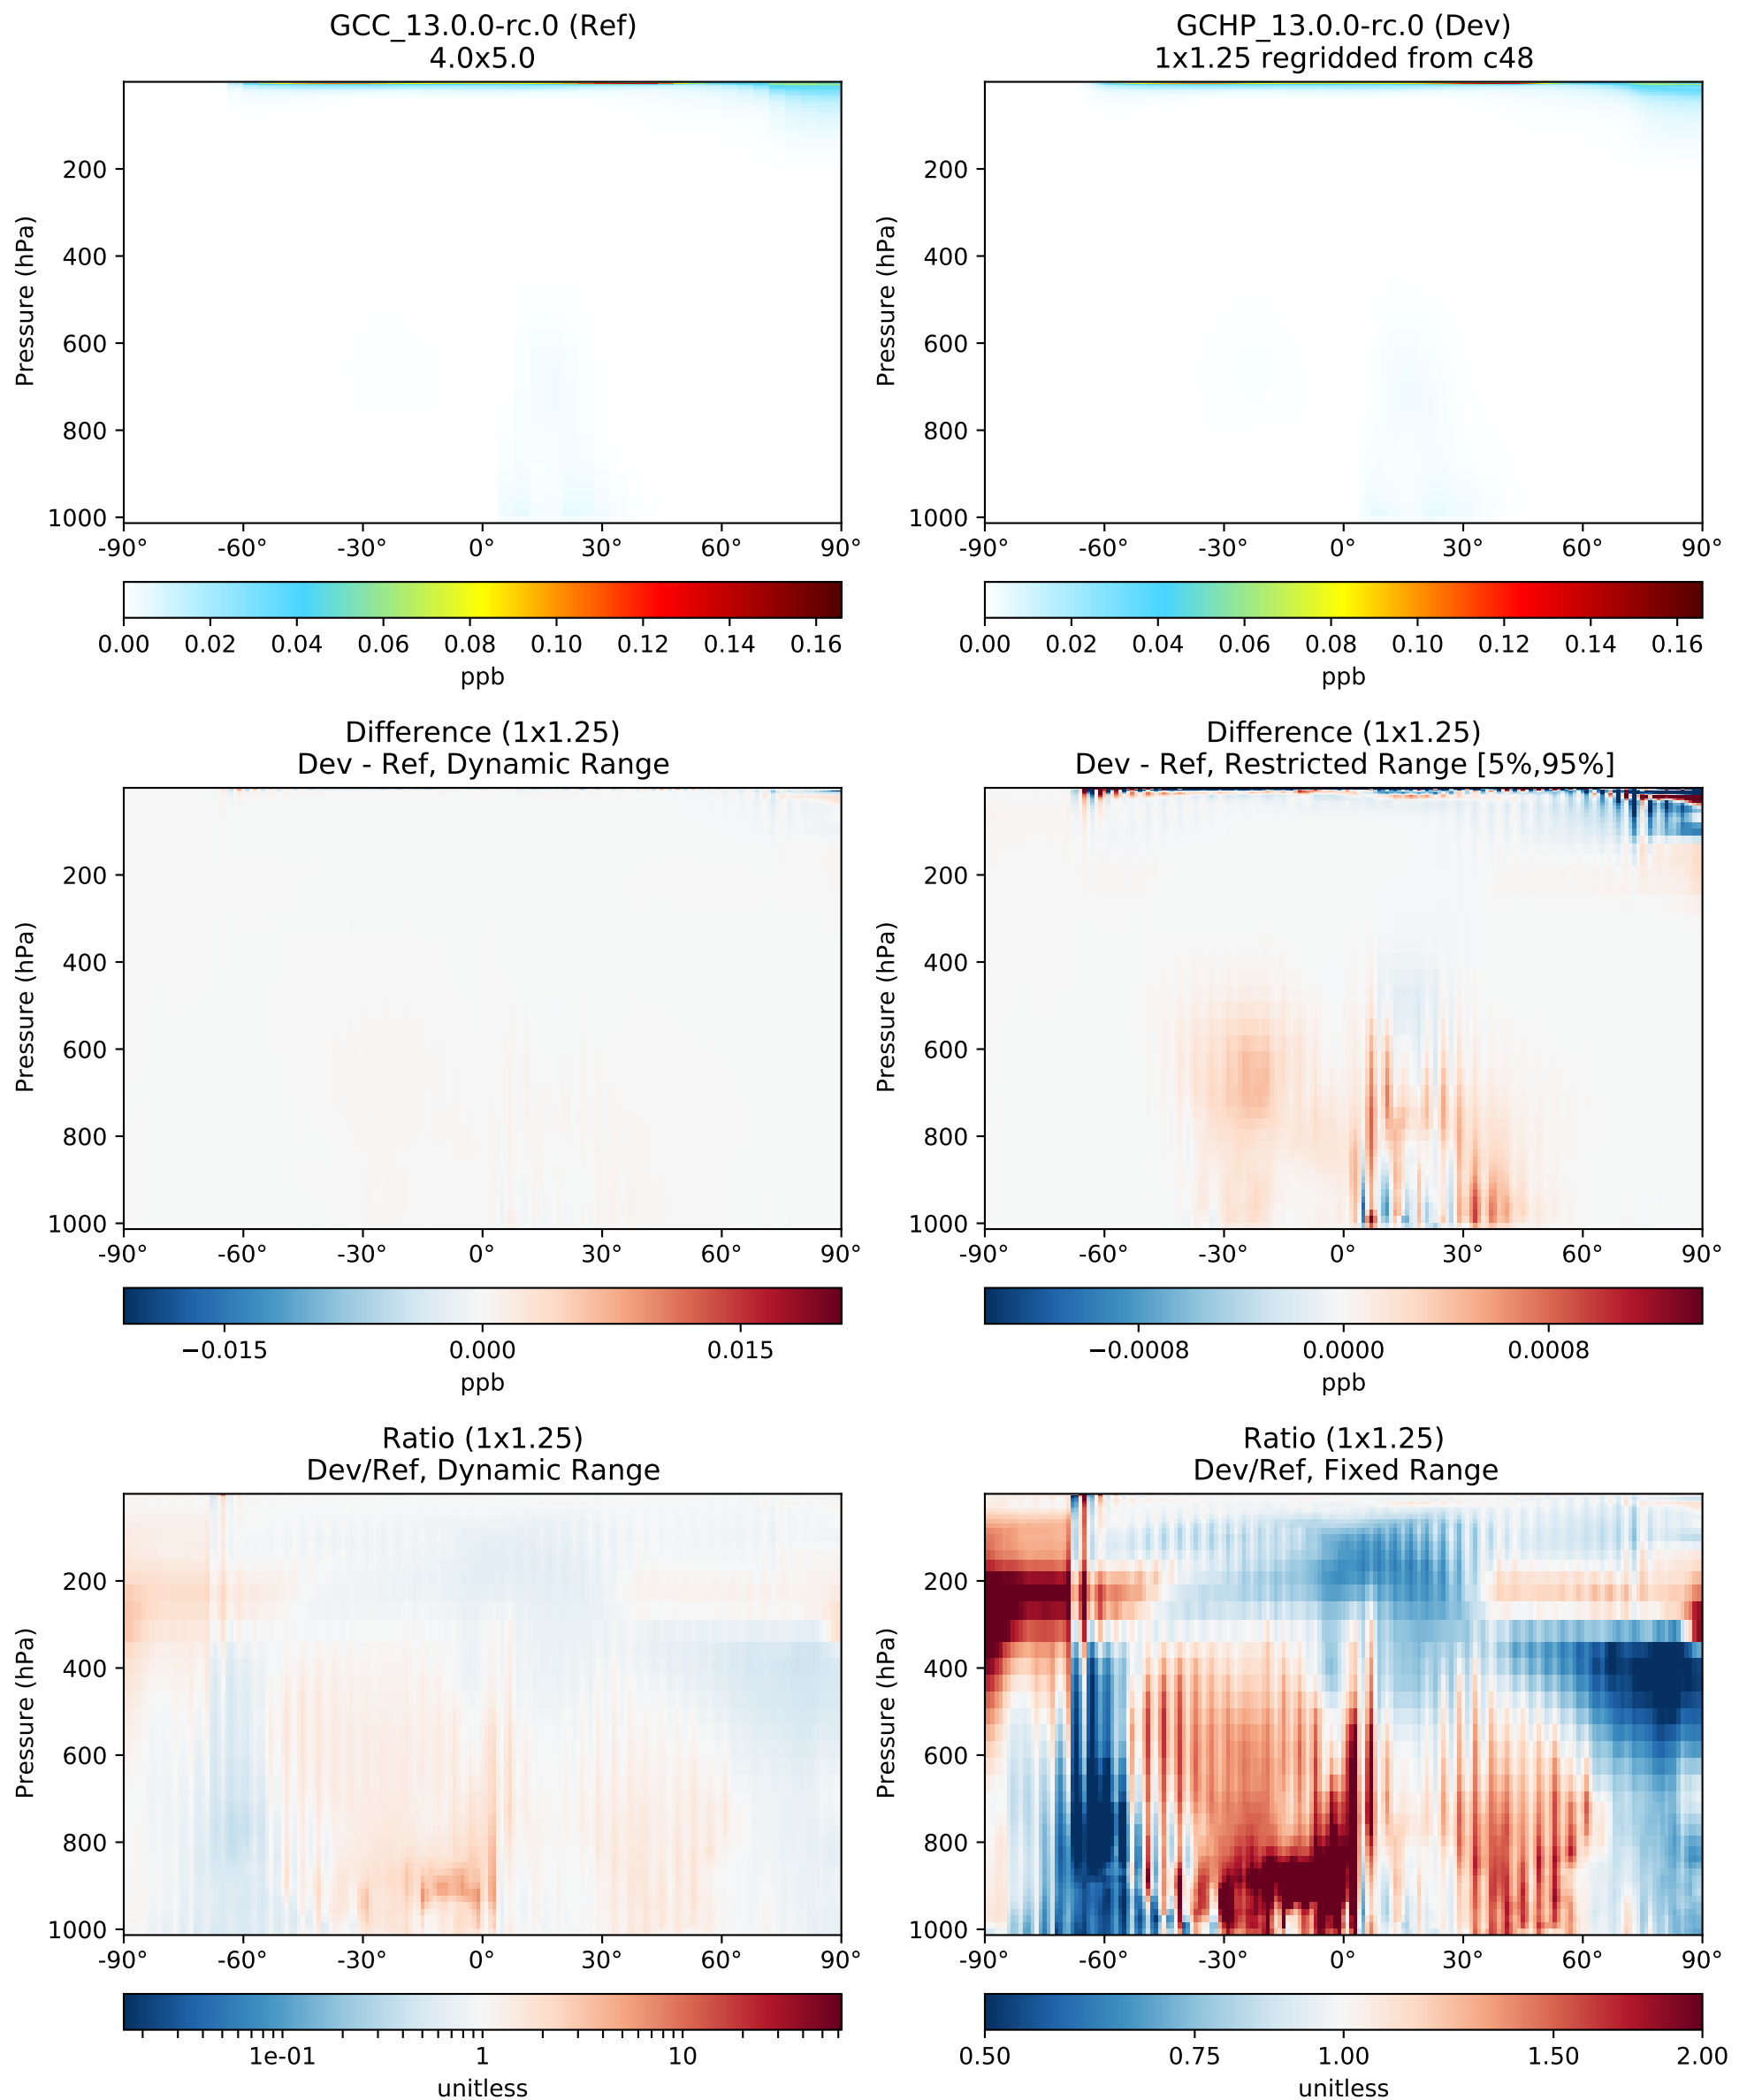 GCC_13.0.0-rc.0 (Ref)
4.0x5.0
Pressure (hPa)
200
400
600
800
1000
-90° -60° -30° 0° 30° 60° 90°
0.00 0.02 0.04 0.06 0.08 0.10 0.12 0.14 0.16
ppb
GCHP_13.0.0-rc.0 (Dev)
1x1.25 regridded from c48
Pressure (hPa)
200
400
600
800
1000
-90° -60° -30° 0° 30° 60° 90°
0.00 0.02 0.04 0.06 0.08 0.10 0.12 0.14 0.16
ppb
Difference (1x1.25)
Dev - Ref, Dynamic Range
Pressure (hPa)
200
400
600
800
1000
-90° -60° -30° 0° 30° 60° 90°
−0.015 0.000 0.015
ppb
Difference (1x1.25)
Dev - Ref, Restricted Range [5%,95%]
Pressure (hPa)
200
400
600
800
1000
-90° -60° -30° 0° 30° 60° 90°
−0.0008 0.0000 0.0008
ppb
Ratio (1x1.25)
Dev/Ref, Dynamic Range
Pressure (hPa)
200
400
600
800
1000
-90° -60° -30° 0° 30° 60° 90°
1e-01 1 10
unitless
Ratio (1x1.25)
Dev/Ref, Fixed Range
Pressure (hPa)
200
400
600
800
1000
-90° -60° -30° 0° 30° 60° 90°
0.50 0.75 1.00 1.50 2.00
unitless